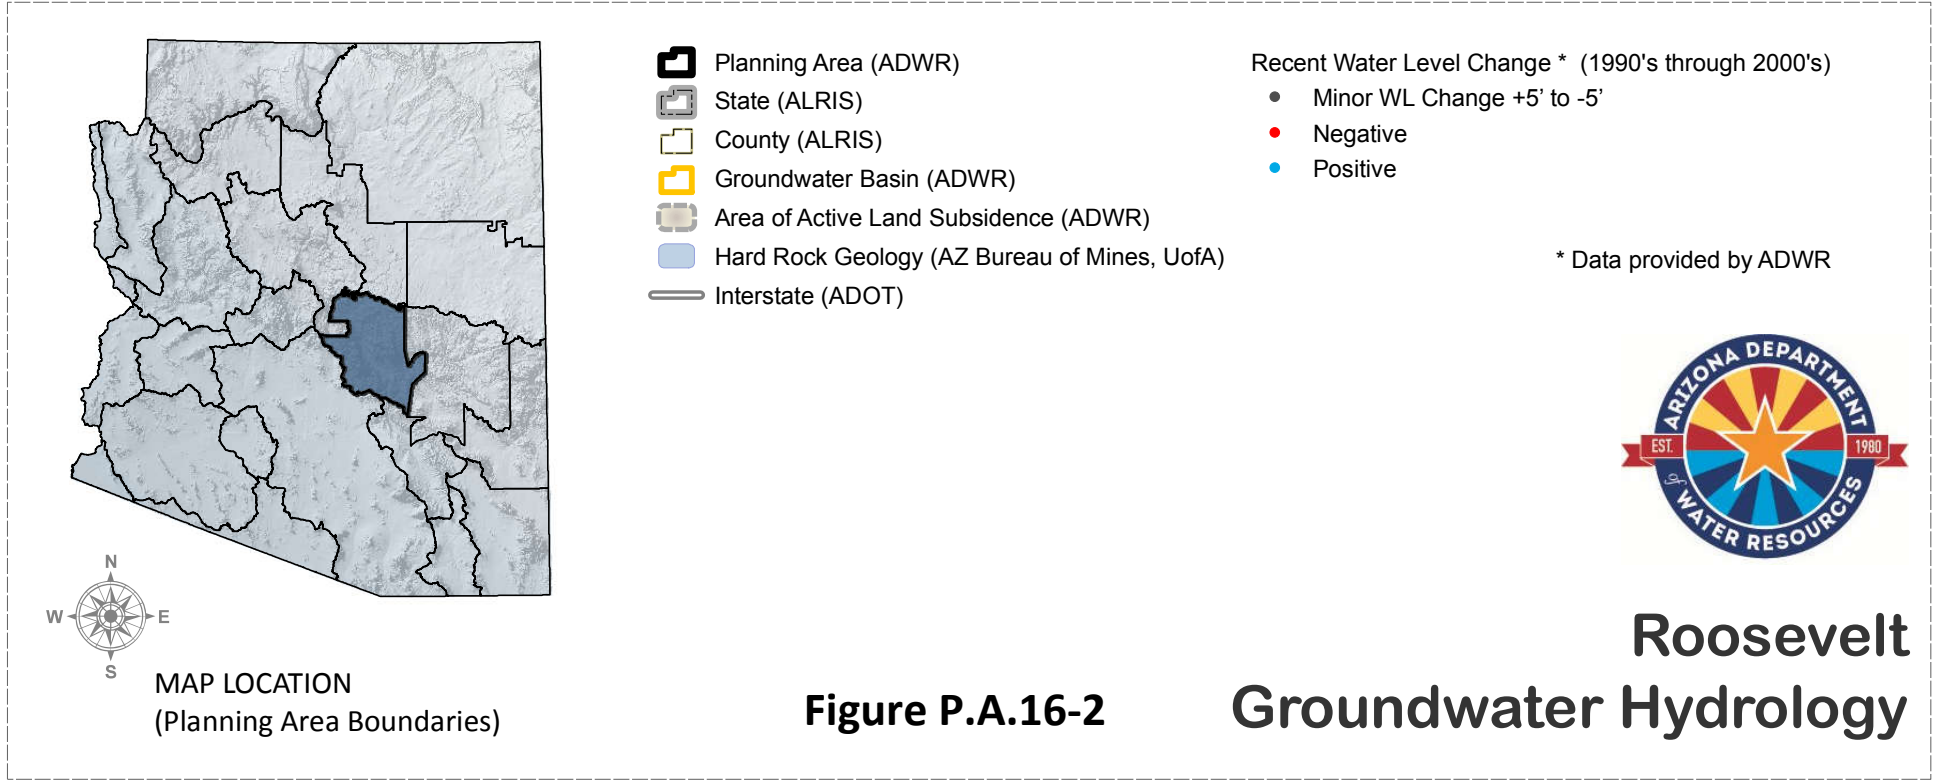 Planning Area (ADWR)
State (ALRIS)
County (ALRIS)
Groundwater Basin (ADWR)
Area of Active Land Subsidence (ADWR)
Hard Rock Geology (AZ Bureau of Mines, UofA)
Interstate (ADOT)
Recent Water Level Change * (1990's through 2000's)
Minor WL Change +5’ to -5’
Negative
Positive
* Data provided by ADWR
ARIZONA DEPARTMENT
EST. 1980
of WATER RESOURCES
N
W E
S
MAP LOCATION
(Planning Area Boundaries)
Figure P.A.16-2
Roosevelt
Groundwater Hydrology